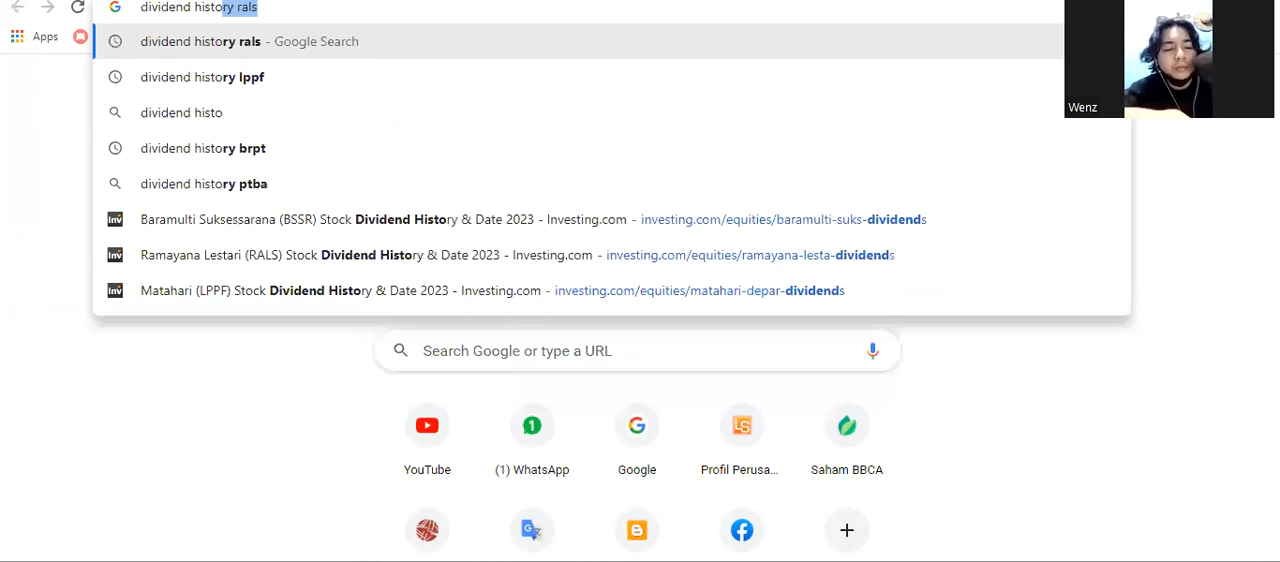 dividend history rals
Apps
dividend history rals - Google Search
Wenz
dividend history lppf
dividend histo
dividend history brpt
dividend history ptba
Baramulti Suksessarana (BSSR) Stock Dividend History & Date 2023 - Investing.com - investing.com/equities/baramulti-suks-dividends
Ramayana Lestari (RALS) Stock Dividend History & Date 2023 - Investing.com - investing.com/equities/ramayana-lesta-dividends
Matahari (LPPF) Stock Dividend History & Date 2023 - Investing.com - investing.com/equities/matahari-depar-dividends
Search Google or type a URL
YouTube
(1) WhatsApp
Google
Profil Perusa...
Saham BBCA